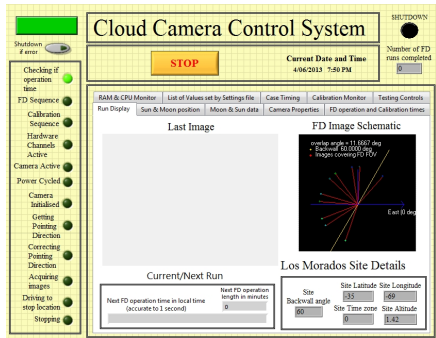 Cloud Camera Control System
SHUTDOWN
Shutdown
if error
STOP
Current Date and Time
4/06/2013 7:50 PM
Number of FD
runs completed
0
Checking if
operation
time
FD Sequence
Calibration
Sequence
Hardware
Channels
Active
Camera Active
Power Cycled
Camera
Initialised
Getting
Pointing
Direction
Correcting
Pointing
Direction
Acquiring
images
Driving to
stop location
Stopping
RAM & CPU Monitor
List of Values set by Settings file
Case Timing
Calibration Monitor
Testing Controls
Run Display
Sun & Moon position
Moon & Sun data
Camera Properties
FD operation and Calibration times
Last Image
FD Image Schematic
overlap angle = 11.6667 deg
Backwall 60.0000 deg
Images covering FD FOV
East (0 deg
Current/Next Run
Next FD operation time in local time
(accurate to 1 second)
Next FD operation
length in minutes
0
Los Morados Site Details
Site
Backwall angle
60
Site Latitude
-35
Site Longitude
-69
Site Time zone
0
Site Altitude
1.42